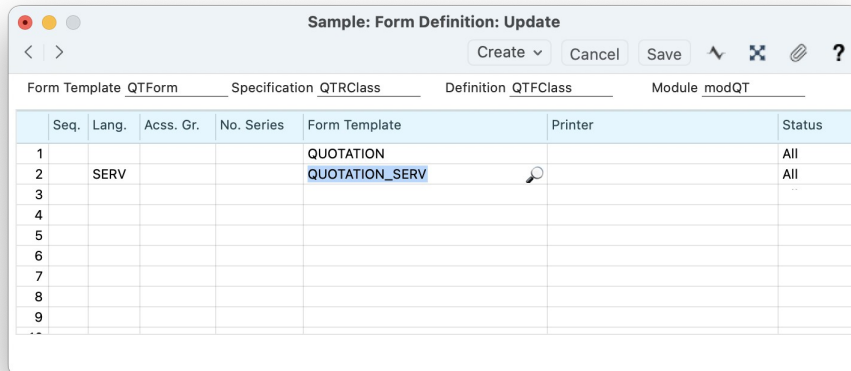 Sample: Form Definition: Update
Create Cancel Save ?
Form Template QTForm Specification QTRClass Definition QTFClass Module modQT
Seq. Lang. Acss. Gr. No. Series Form Template Printer Status
1 QUOTATION All
2 SERV QUOTATION_SERV All
3
4
5
6
7
8
9